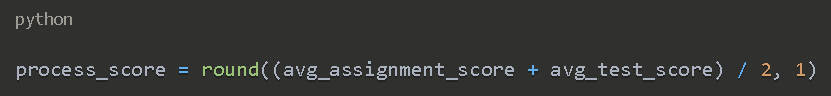 python
process_score = round((avg_assignment_score + avg_test_score) / 2, 1)